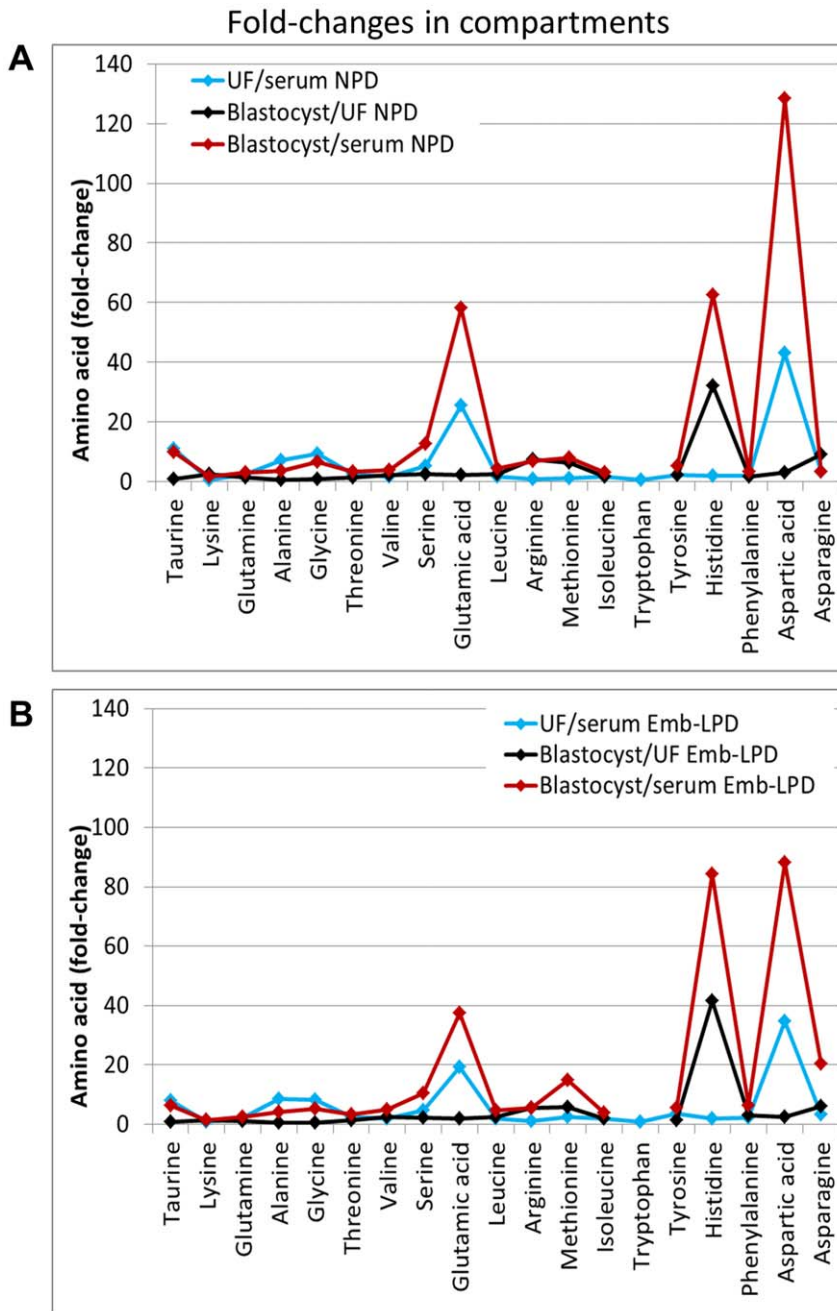 Fold-changes in compartments
A
Amino acid (fold-change)
140
120
100
80
60
40
20
0
UF/serum NPD
Blastocyst/UF NPD
Blastocyst/serum NPD
Taurine
Lysine
Glutamine
Alanine
Glycine
Threonine
Valine
Serine
Glutamic acid
Leucine
Arginine
Methionine
Isoleucine
Tryptophan
Tyrosine
Histidine
Phenylalanine
Aspartic acid
Asparagine
B
Amino acid (fold-change)
140
120
100
80
60
40
20
0
UF/serum Emb-LPD
Blastocyst/UF Emb-LPD
Blastocyst/serum Emb-LPD
Taurine
Lysine
Glutamine
Alanine
Glycine
Threonine
Valine
Serine
Glutamic acid
Leucine
Arginine
Methionine
Isoleucine
Tryptophan
Tyrosine
Histidine
Phenylalanine
Aspartic acid
Asparagine